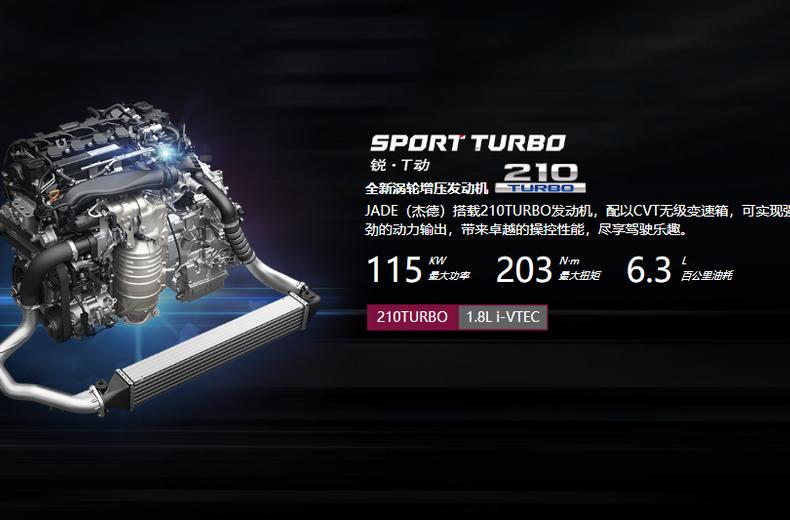 SPORT TURBO
锐·T动
全新涡轮增压发动机 210 TURBO
JADE（杰德）搭载210TURBO发动机，配以CVT无级变速箱，可实现强
劲的动力输出，带来卓越的操控性能，尽享驾驶乐趣。
115 KW 最大功率 203 N·m 最大扭矩 6.3 L 百公里油耗
210TURBO 1.8L i-VTEC